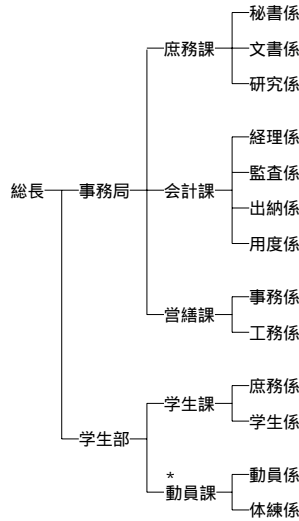 秘書係
庶務課
文書係
研究係
経理係
監査係
総長
事務局
会計課
出納係
用度係
事務係
営繕課
工務係
庶務係
学生課
学生係
学生部
*
動員係
動員課
体練係